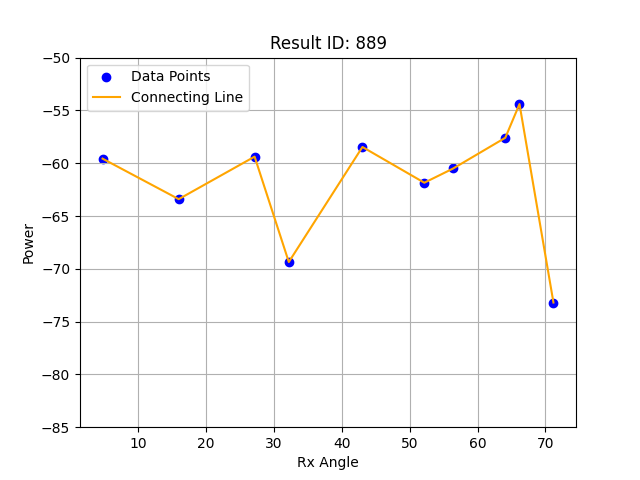 Result ID: 889
−50
−55
−60
−65
−70
−75
−80
−85
Power
Data Points
Connecting Line
10 20 30 40 50 60 70
Rx Angle